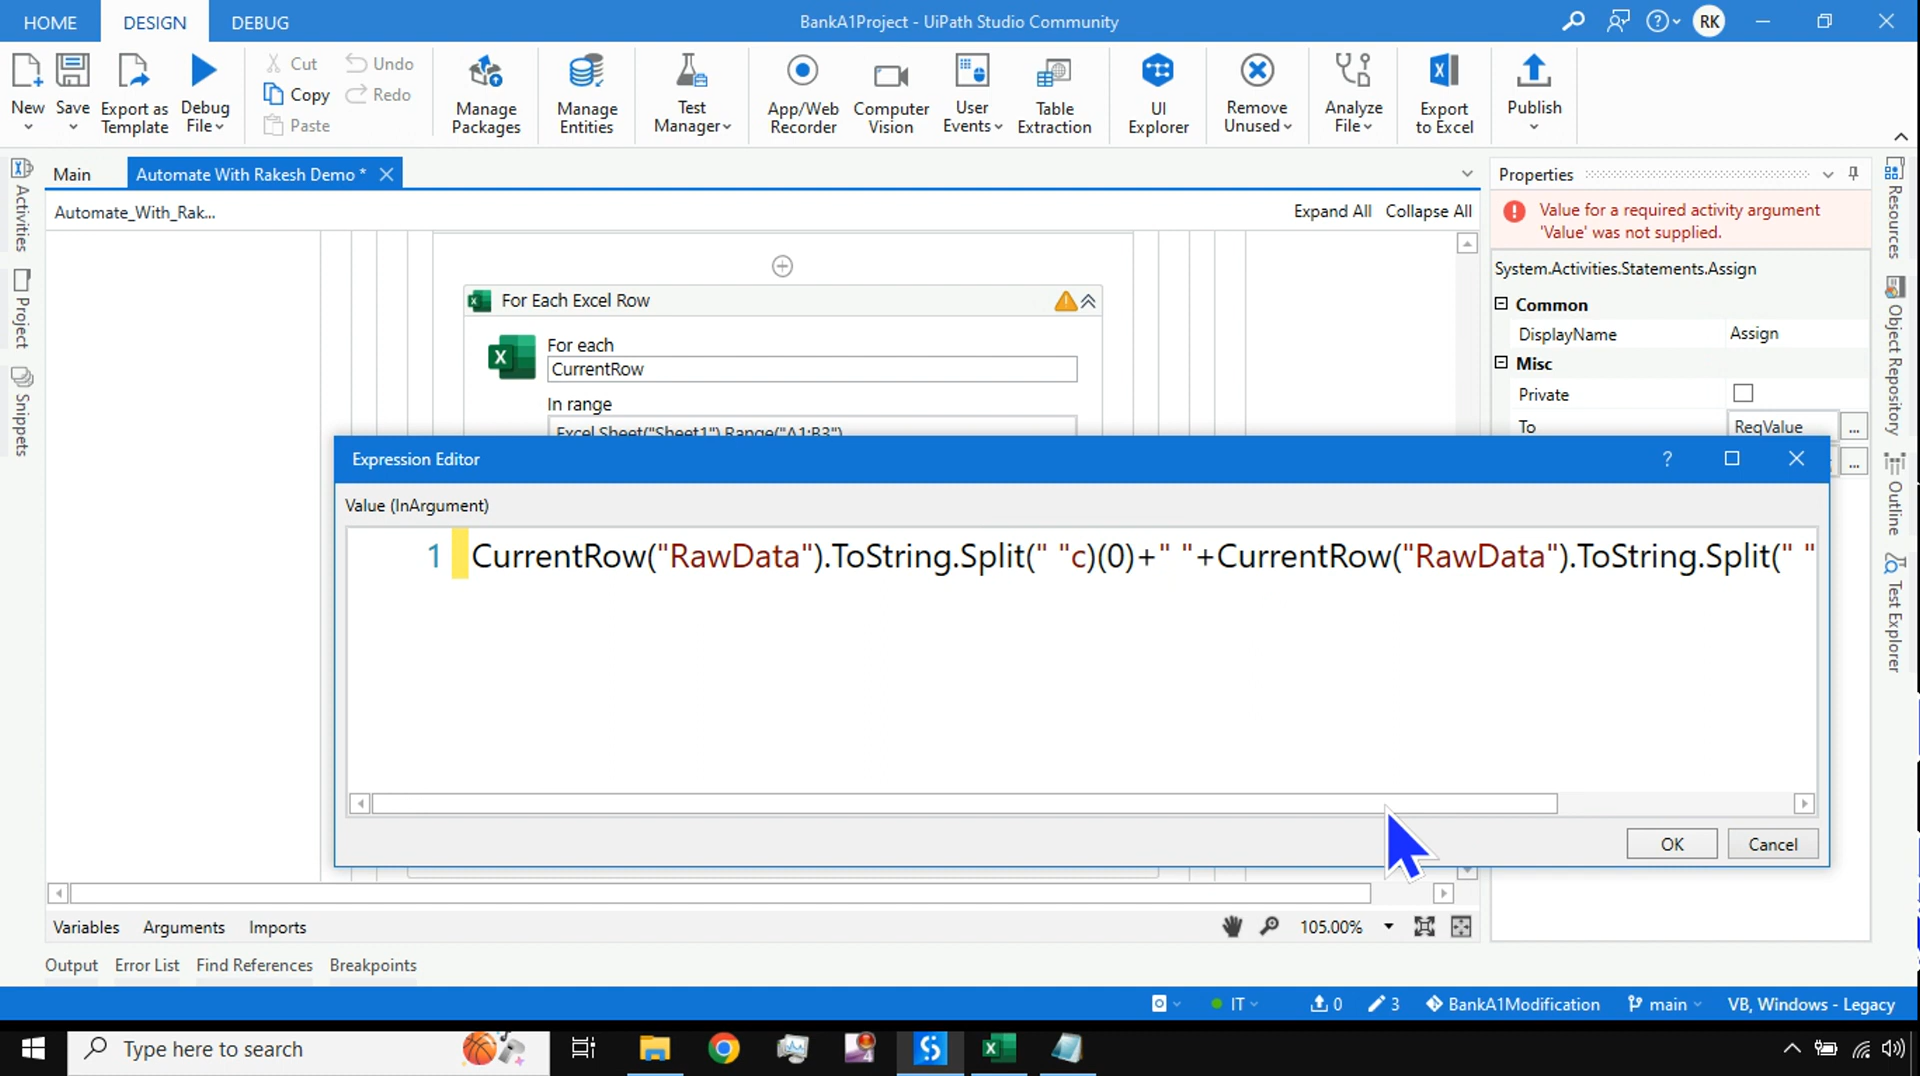 HOME DESIGN DEBUG BankA1Project - UiPath Studio Community RK
New Save Export as Template Debug File
Cut Copy Paste Undo Redo
Manage Packages Manage Entities Test Manager App/Web Recorder Computer Vision User Events Table Extraction UI Explorer Remove Unused Analyze File Export to Excel Publish
Main Automate With Rakesh Demo *
Automate_With_Rak... Expand All Collapse All
Activities
Project
Snippets
For Each Excel Row
For each
CurrentRow
In range
Excel.Sheet("Sheet1").Range("A1:B3")
Properties
Value for a required activity argument
'Value' was not supplied.
System.Activities.Statements.Assign
Common
DisplayName Assign
Misc
Private
To ReqValue ...
...
Resources
Object Repository
Outline
Test Explorer
Expression Editor ?
Value (InArgument)
1 CurrentRow("RawData").ToString.Split(" "c)(0)+" "+CurrentRow("RawData").ToString.Split(" "
OK Cancel
Variables Arguments Imports 105.00%
Output Error List Find References Breakpoints
IT 0 3 BankA1Modification main VB, Windows - Legacy
Type here to search